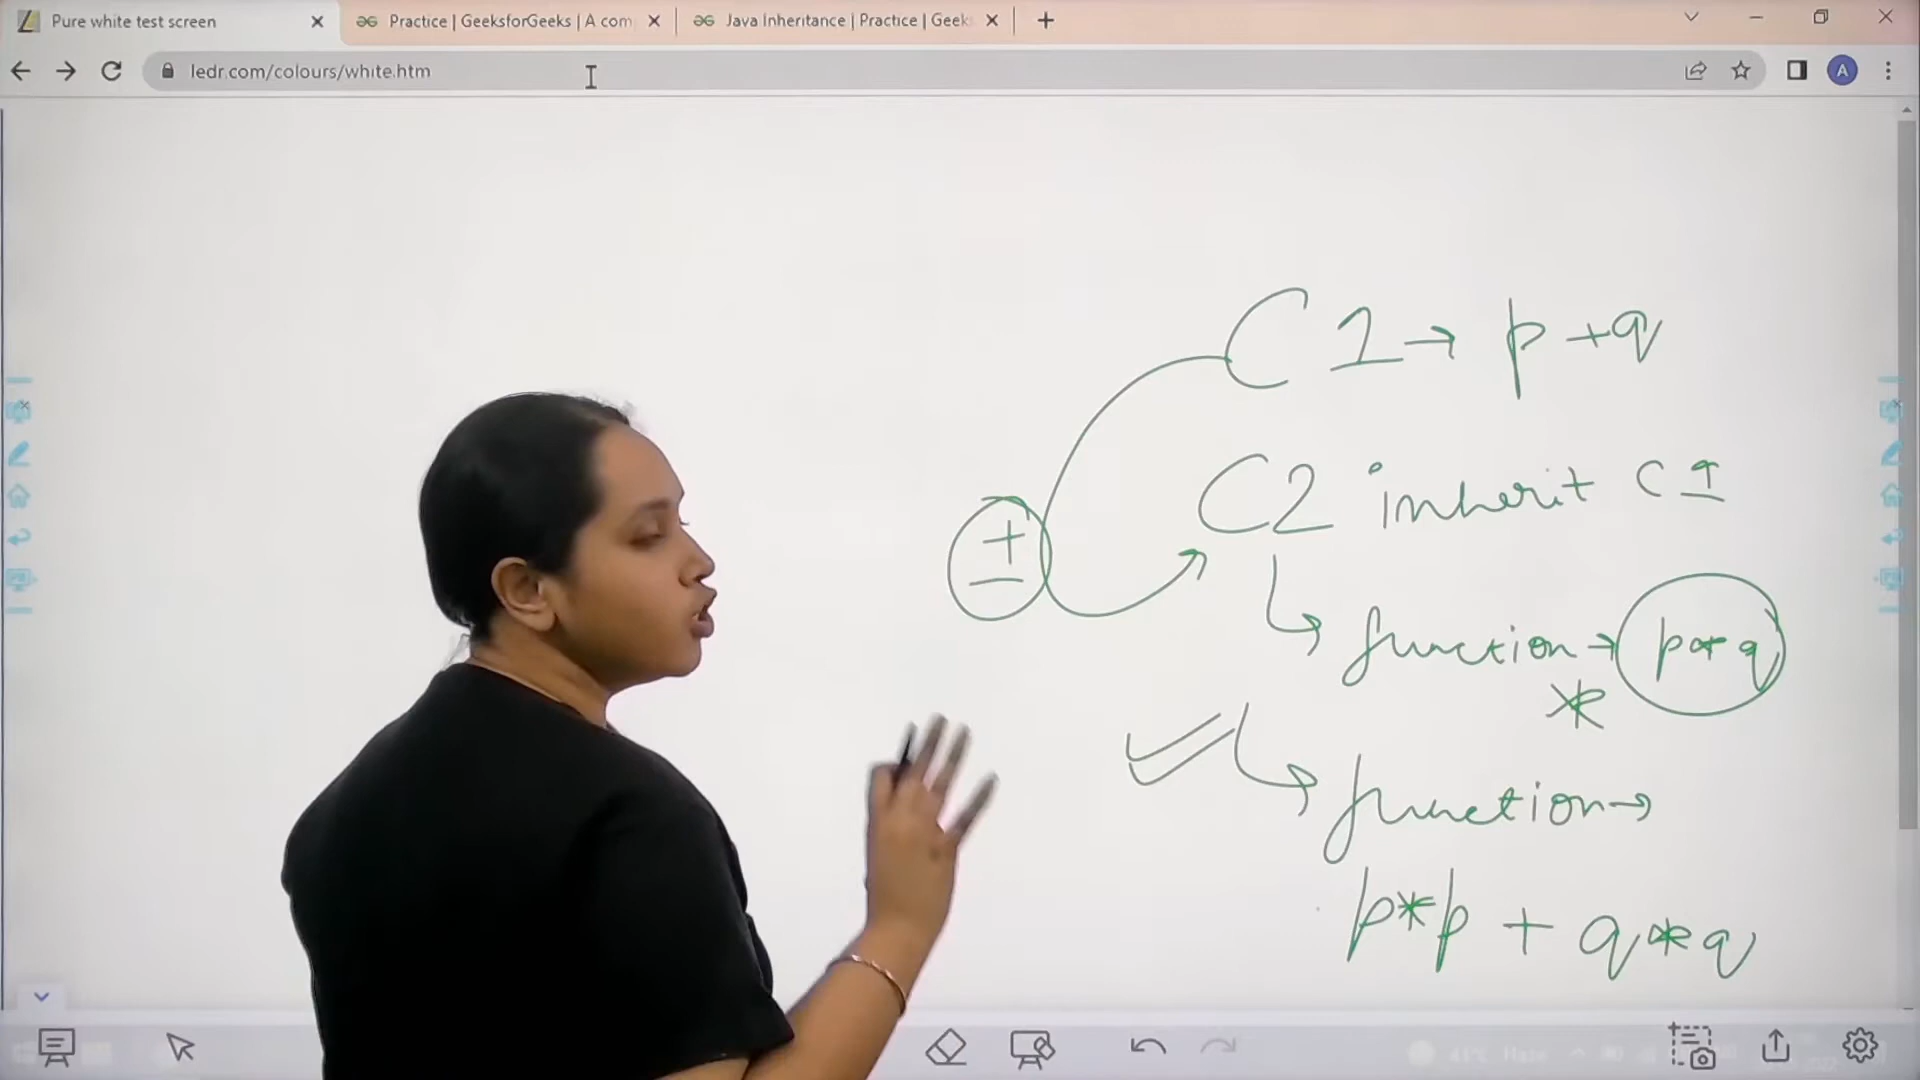 Pure white test screen
Practice | GeeksforGeeks | A com
Java Inheritance | Practice | Geek
ledr.com/colours/white.htm
A
C1 → p + q
C2 inherit C1
+
function → p * q
*
function →
p*p + q*q